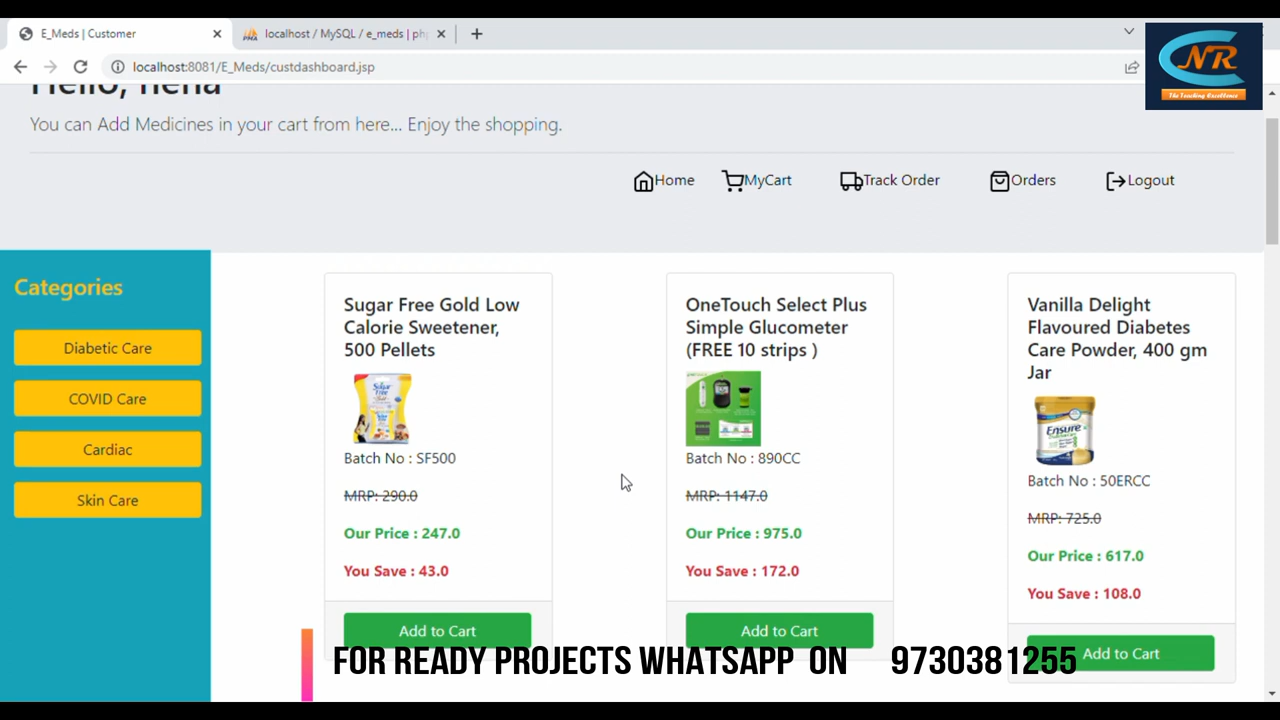 E_Meds | Customer
localhost / MySQL / e_meds | php
localhost:8081/E_Meds/custdashboard.jsp
NR
The Teaching Excellence
Hello, neha
You can Add Medicines in your cart from here... Enjoy the shopping.
Home
MyCart
Track Order
Orders
Logout
Categories
Diabetic Care
COVID Care
Cardiac
Skin Care
Sugar Free Gold Low
Calorie Sweetener,
500 Pellets
Sugar
Free
Batch No : SF500
MRP: 290.0
Our Price : 247.0
You Save : 43.0
Add to Cart
OneTouch Select Plus
Simple Glucometer
(FREE 10 strips )
Batch No : 890CC
MRP: 1147.0
Our Price : 975.0
You Save : 172.0
Add to Cart
Vanilla Delight
Flavoured Diabetes
Care Powder, 400 gm
Jar
Ensure
Batch No : 50ERCC
MRP: 725.0
Our Price : 617.0
You Save : 108.0
Add to Cart
FOR READY PROJECTS WHATSAPP ON 9730381255